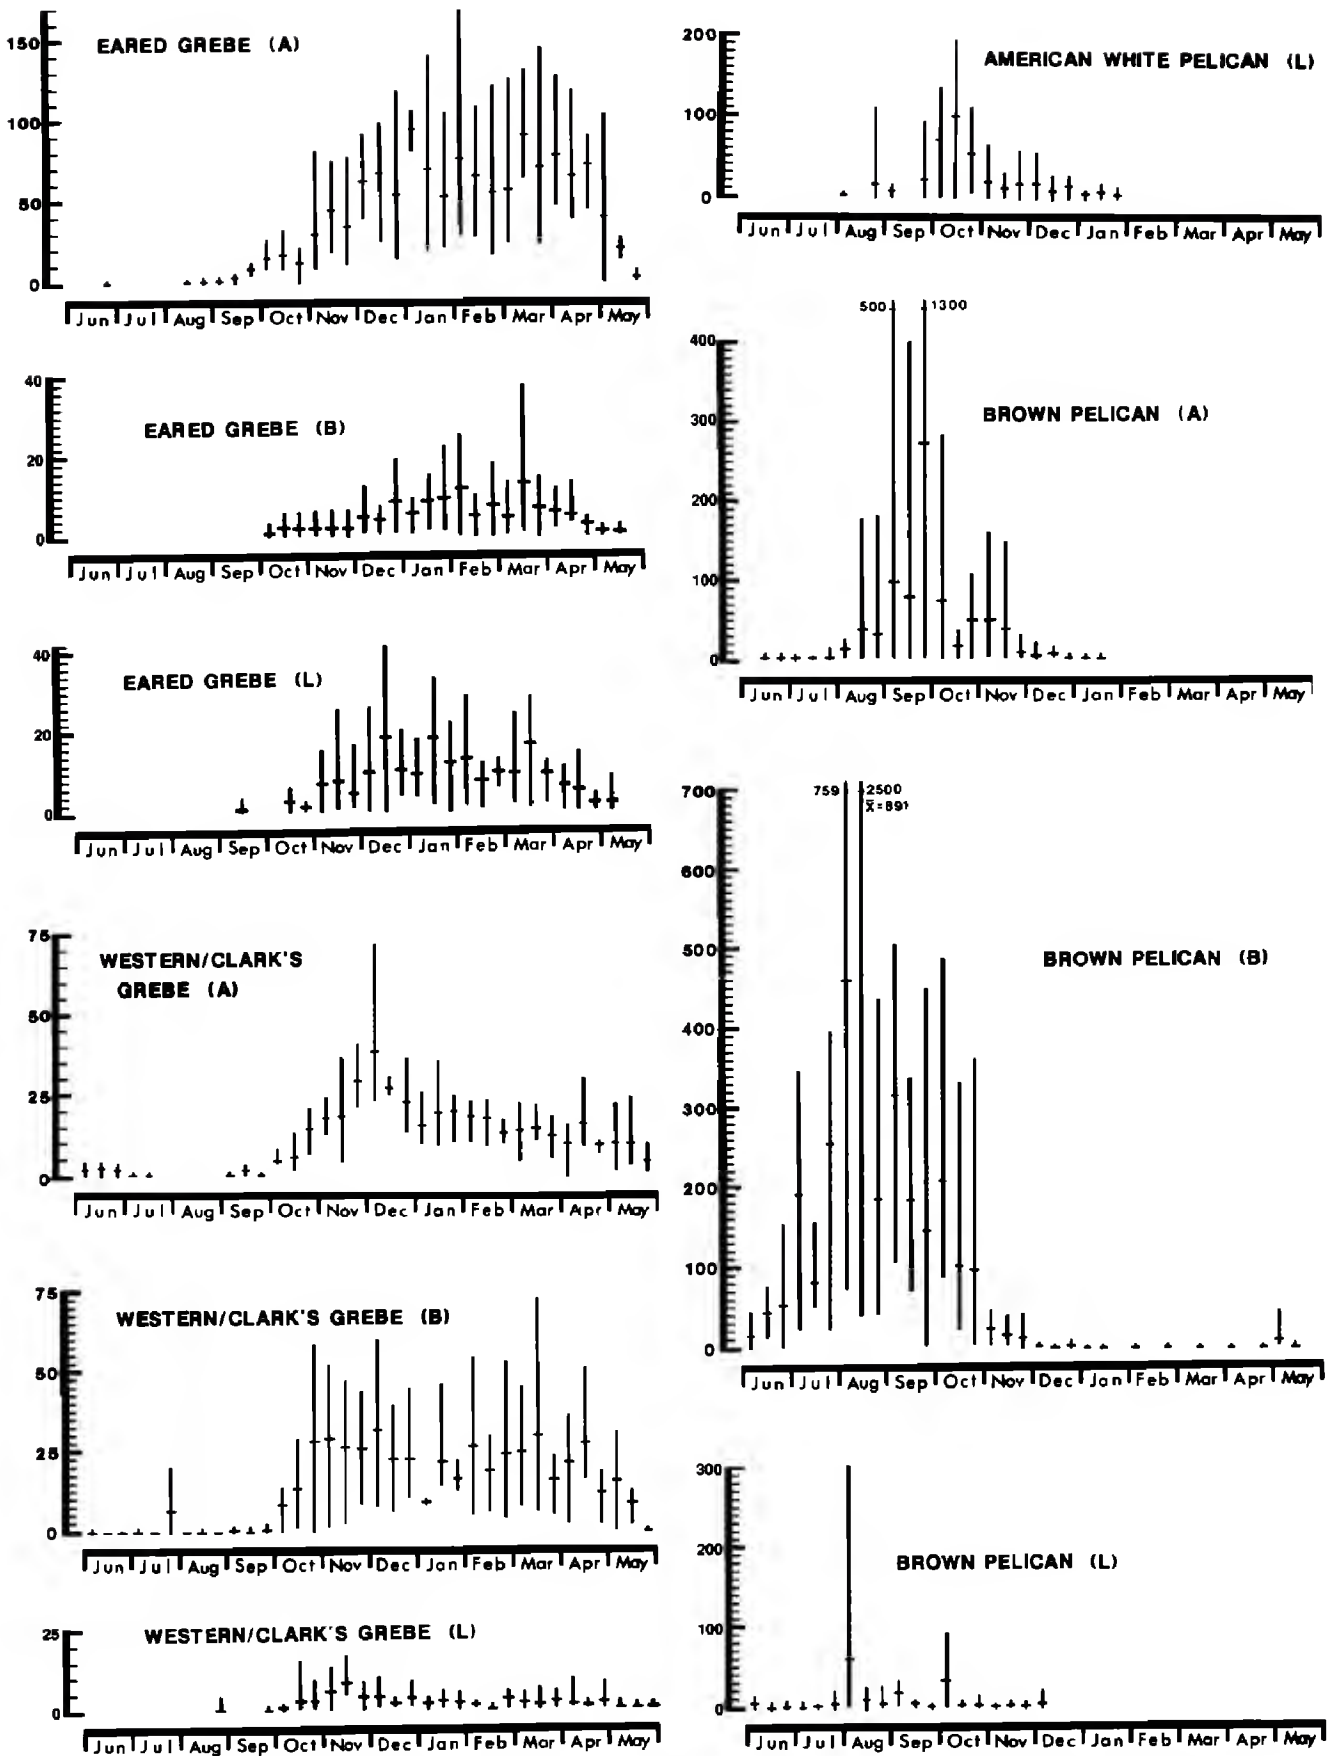 EARED GREBE (A)
150
100
50
0
Jun Jul Aug Sep Oct Nov Dec Jan Feb Mar Apr May
EARED GREBE (B)
40
20
0
Jun Jul Aug Sep Oct Nov Dec Jan Feb Mar Apr May
EARED GREBE (L)
40
20
0
Jun Jul Aug Sep Oct Nov Dec Jan Feb Mar Apr May
WESTERN/CLARK'S
GREBE (A)
75
50
25
0
Jun Jul Aug Sep Oct Nov Dec Jan Feb Mar Apr May
WESTERN/CLARK'S GREBE (B)
75
50
25
0
Jun Jul Aug Sep Oct Nov Dec Jan Feb Mar Apr May
WESTERN/CLARK'S GREBE (L)
25
0
Jun Jul Aug Sep Oct Nov Dec Jan Feb Mar Apr May
AMERICAN WHITE PELICAN (L)
200
100
0
Jun Jul Aug Sep Oct Nov Dec Jan Feb Mar Apr May
500 1300
BROWN PELICAN (A)
400
300
200
100
0
Jun Jul Aug Sep Oct Nov Dec Jan Feb Mar Apr May
759 2500
x̄=891
BROWN PELICAN (B)
700
600
500
400
300
200
100
0
Jun Jul Aug Sep Oct Nov Dec Jan Feb Mar Apr May
BROWN PELICAN (L)
300
200
100
0
Jun Jul Aug Sep Oct Nov Dec Jan Feb Mar Apr May